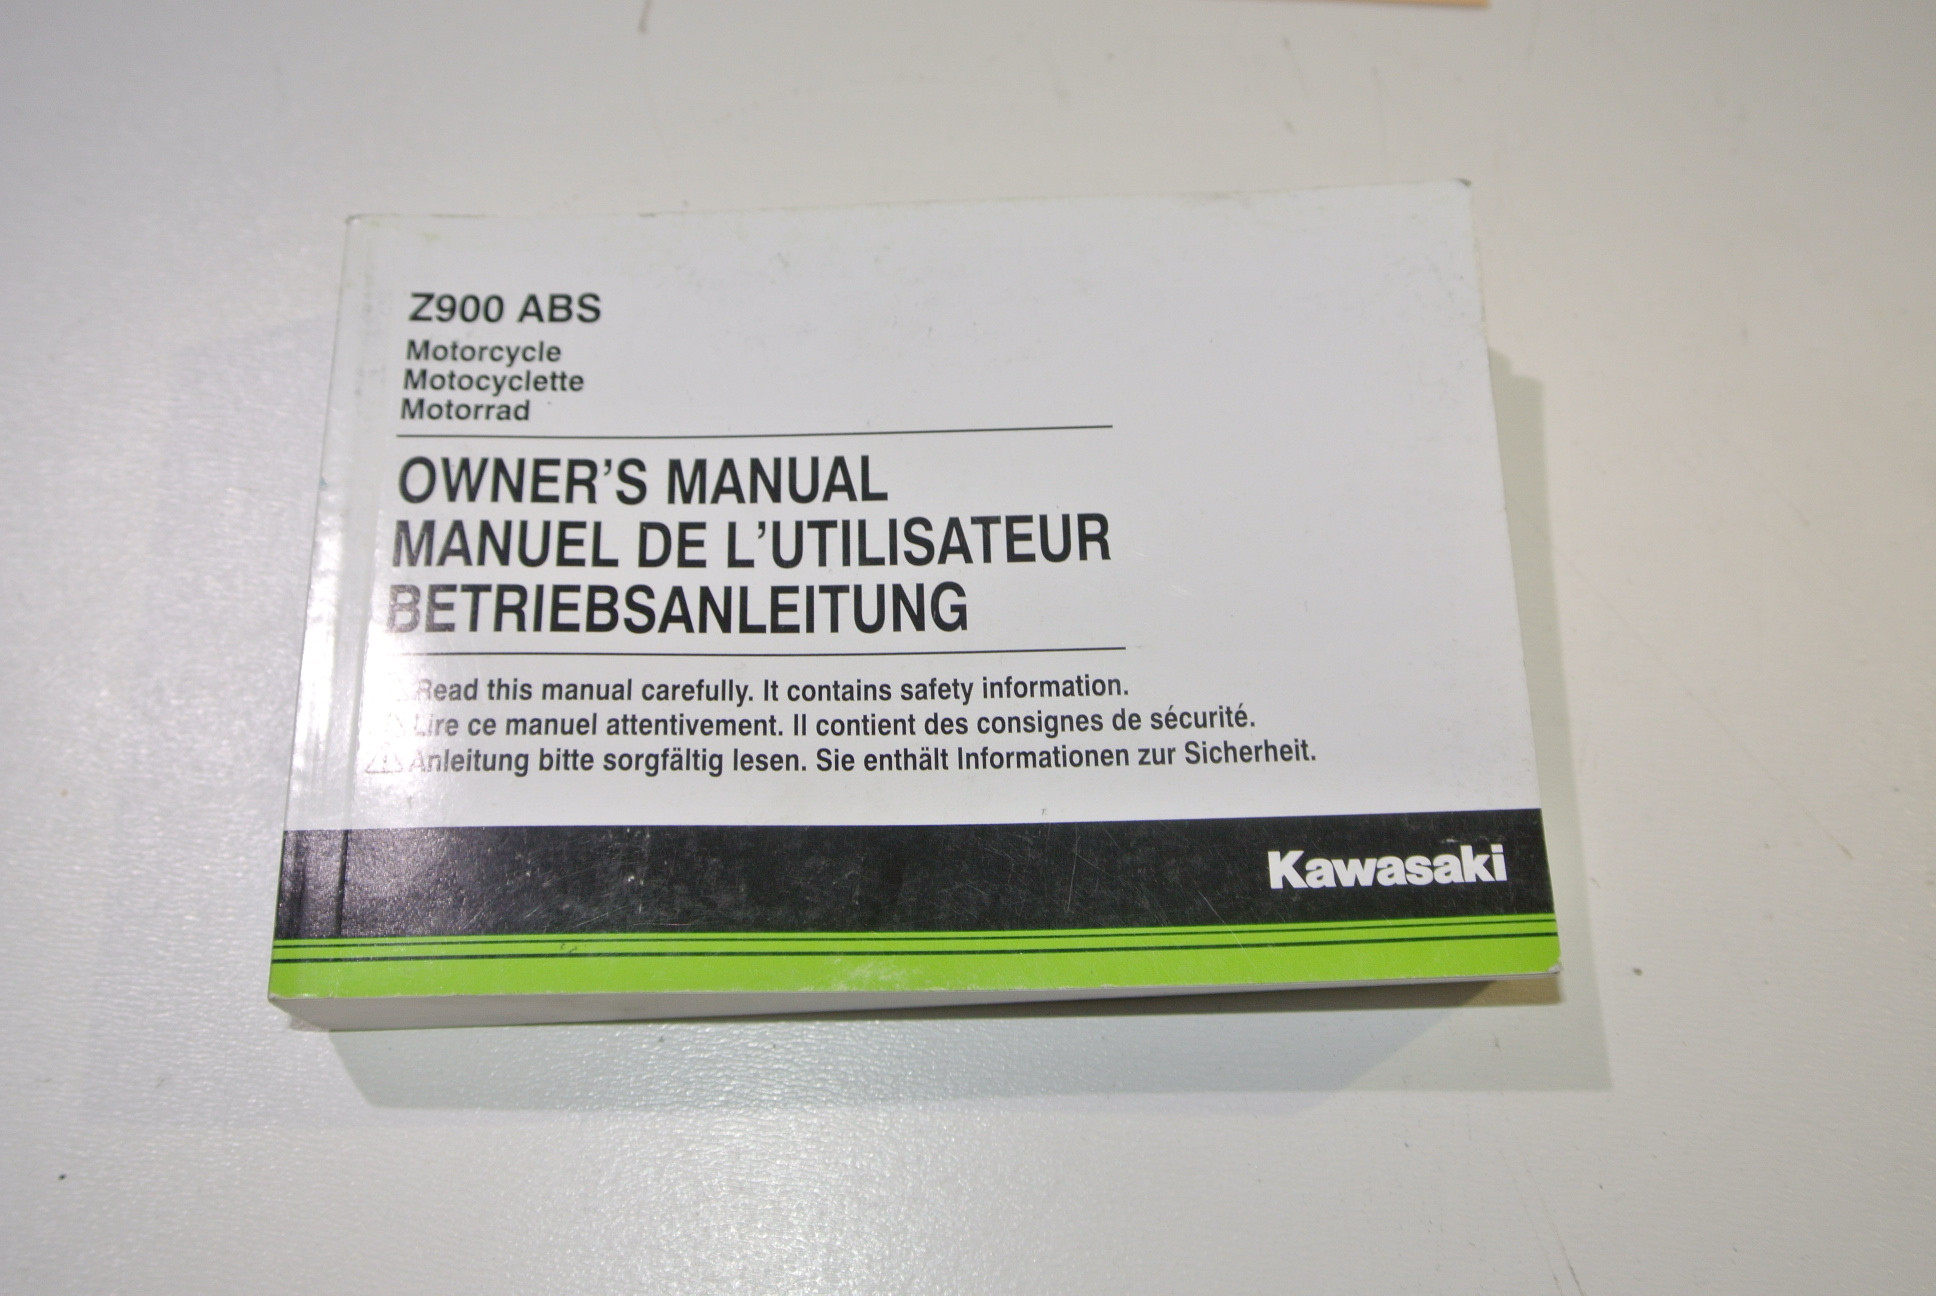 Z900 ABS
Motorcycle
Motocyclette
Motorrad
OWNER'S MANUAL
MANUEL DE L'UTILISATEUR
BETRIEBSANLEITUNG
Read this manual carefully. It contains safety information.
Lire ce manuel attentivement. Il contient des consignes de sécurité.
Anleitung bitte sorgfältig lesen. Sie enthält Informationen zur Sicherheit.
Kawasaki